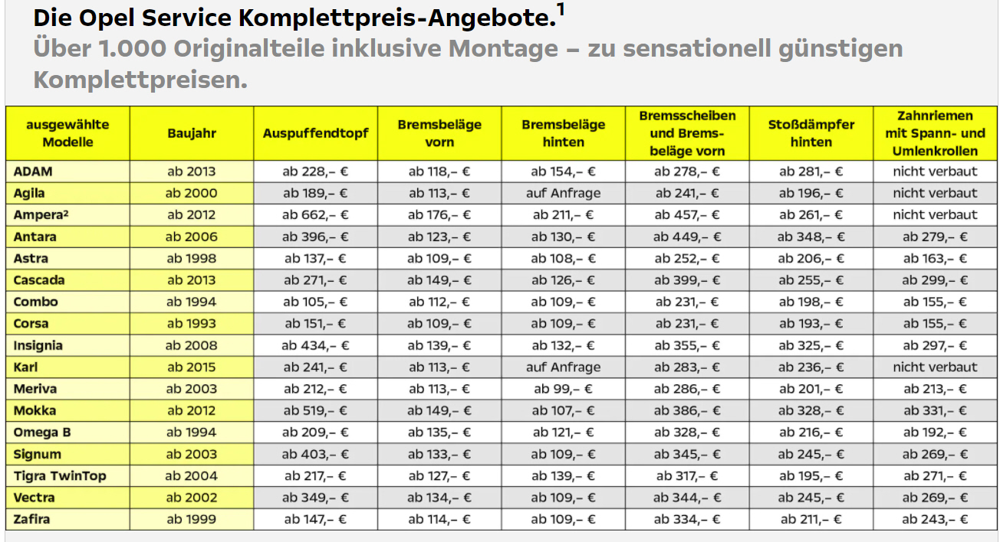 Die Opel Service Komplettpreis-Angebote.¹
Über 1.000 Originalteile inklusive Montage – zu sensationell günstigen
Komplettpreisen.
ausgewählte Modelle Baujahr Auspuffendtopf Bremsbeläge vorn Bremsbeläge hinten Bremsscheiben und Brems- beläge vorn Stoßdämpfer hinten Zahnriemen mit Spann- und Umlenkrollen
ADAM ab 2013 ab 228,– € ab 118,– € ab 154,– € ab 278,– € ab 281,– € nicht verbaut
Agila ab 2000 ab 189,– € ab 113,– € auf Anfrage ab 241,– € ab 196,– € nicht verbaut
Ampera² ab 2012 ab 662,– € ab 176,– € ab 211,– € ab 457,– € ab 261,– € nicht verbaut
Antara ab 2006 ab 396,– € ab 123,– € ab 130,– € ab 449,– € ab 348,– € ab 279,– €
Astra ab 1998 ab 137,– € ab 109,– € ab 108,– € ab 252,– € ab 206,– € ab 163,– €
Cascada ab 2013 ab 271,– € ab 149,– € ab 126,– € ab 399,– € ab 255,– € ab 299,– €
Combo ab 1994 ab 105,– € ab 112,– € ab 109,– € ab 231,– € ab 198,– € ab 155,– €
Corsa ab 1993 ab 151,– € ab 109,– € ab 109,– € ab 231,– € ab 193,– € ab 155,– €
Insignia ab 2008 ab 434,– € ab 139,– € ab 132,– € ab 355,– € ab 325,– € ab 297,– €
Karl ab 2015 ab 241,– € ab 113,– € auf Anfrage ab 283,– € ab 236,– € nicht verbaut
Meriva ab 2003 ab 212,– € ab 113,– € ab 99,– € ab 286,– € ab 201,– € ab 213,– €
Mokka ab 2012 ab 519,– € ab 149,– € ab 107,– € ab 386,– € ab 328,– € ab 331,– €
Omega B ab 1994 ab 209,– € ab 135,– € ab 121,– € ab 328,– € ab 216,– € ab 192,– €
Signum ab 2003 ab 403,– € ab 133,– € ab 109,– € ab 345,– € ab 245,– € ab 269,– €
Tigra TwinTop ab 2004 ab 217,– € ab 127,– € ab 139,– € ab 317,– € ab 195,– € ab 271,– €
Vectra ab 2002 ab 349,– € ab 134,– € ab 109,– € ab 344,– € ab 245,– € ab 269,– €
Zafira ab 1999 ab 147,– € ab 114,– € ab 109,– € ab 334,– € ab 211,– € ab 243,– €